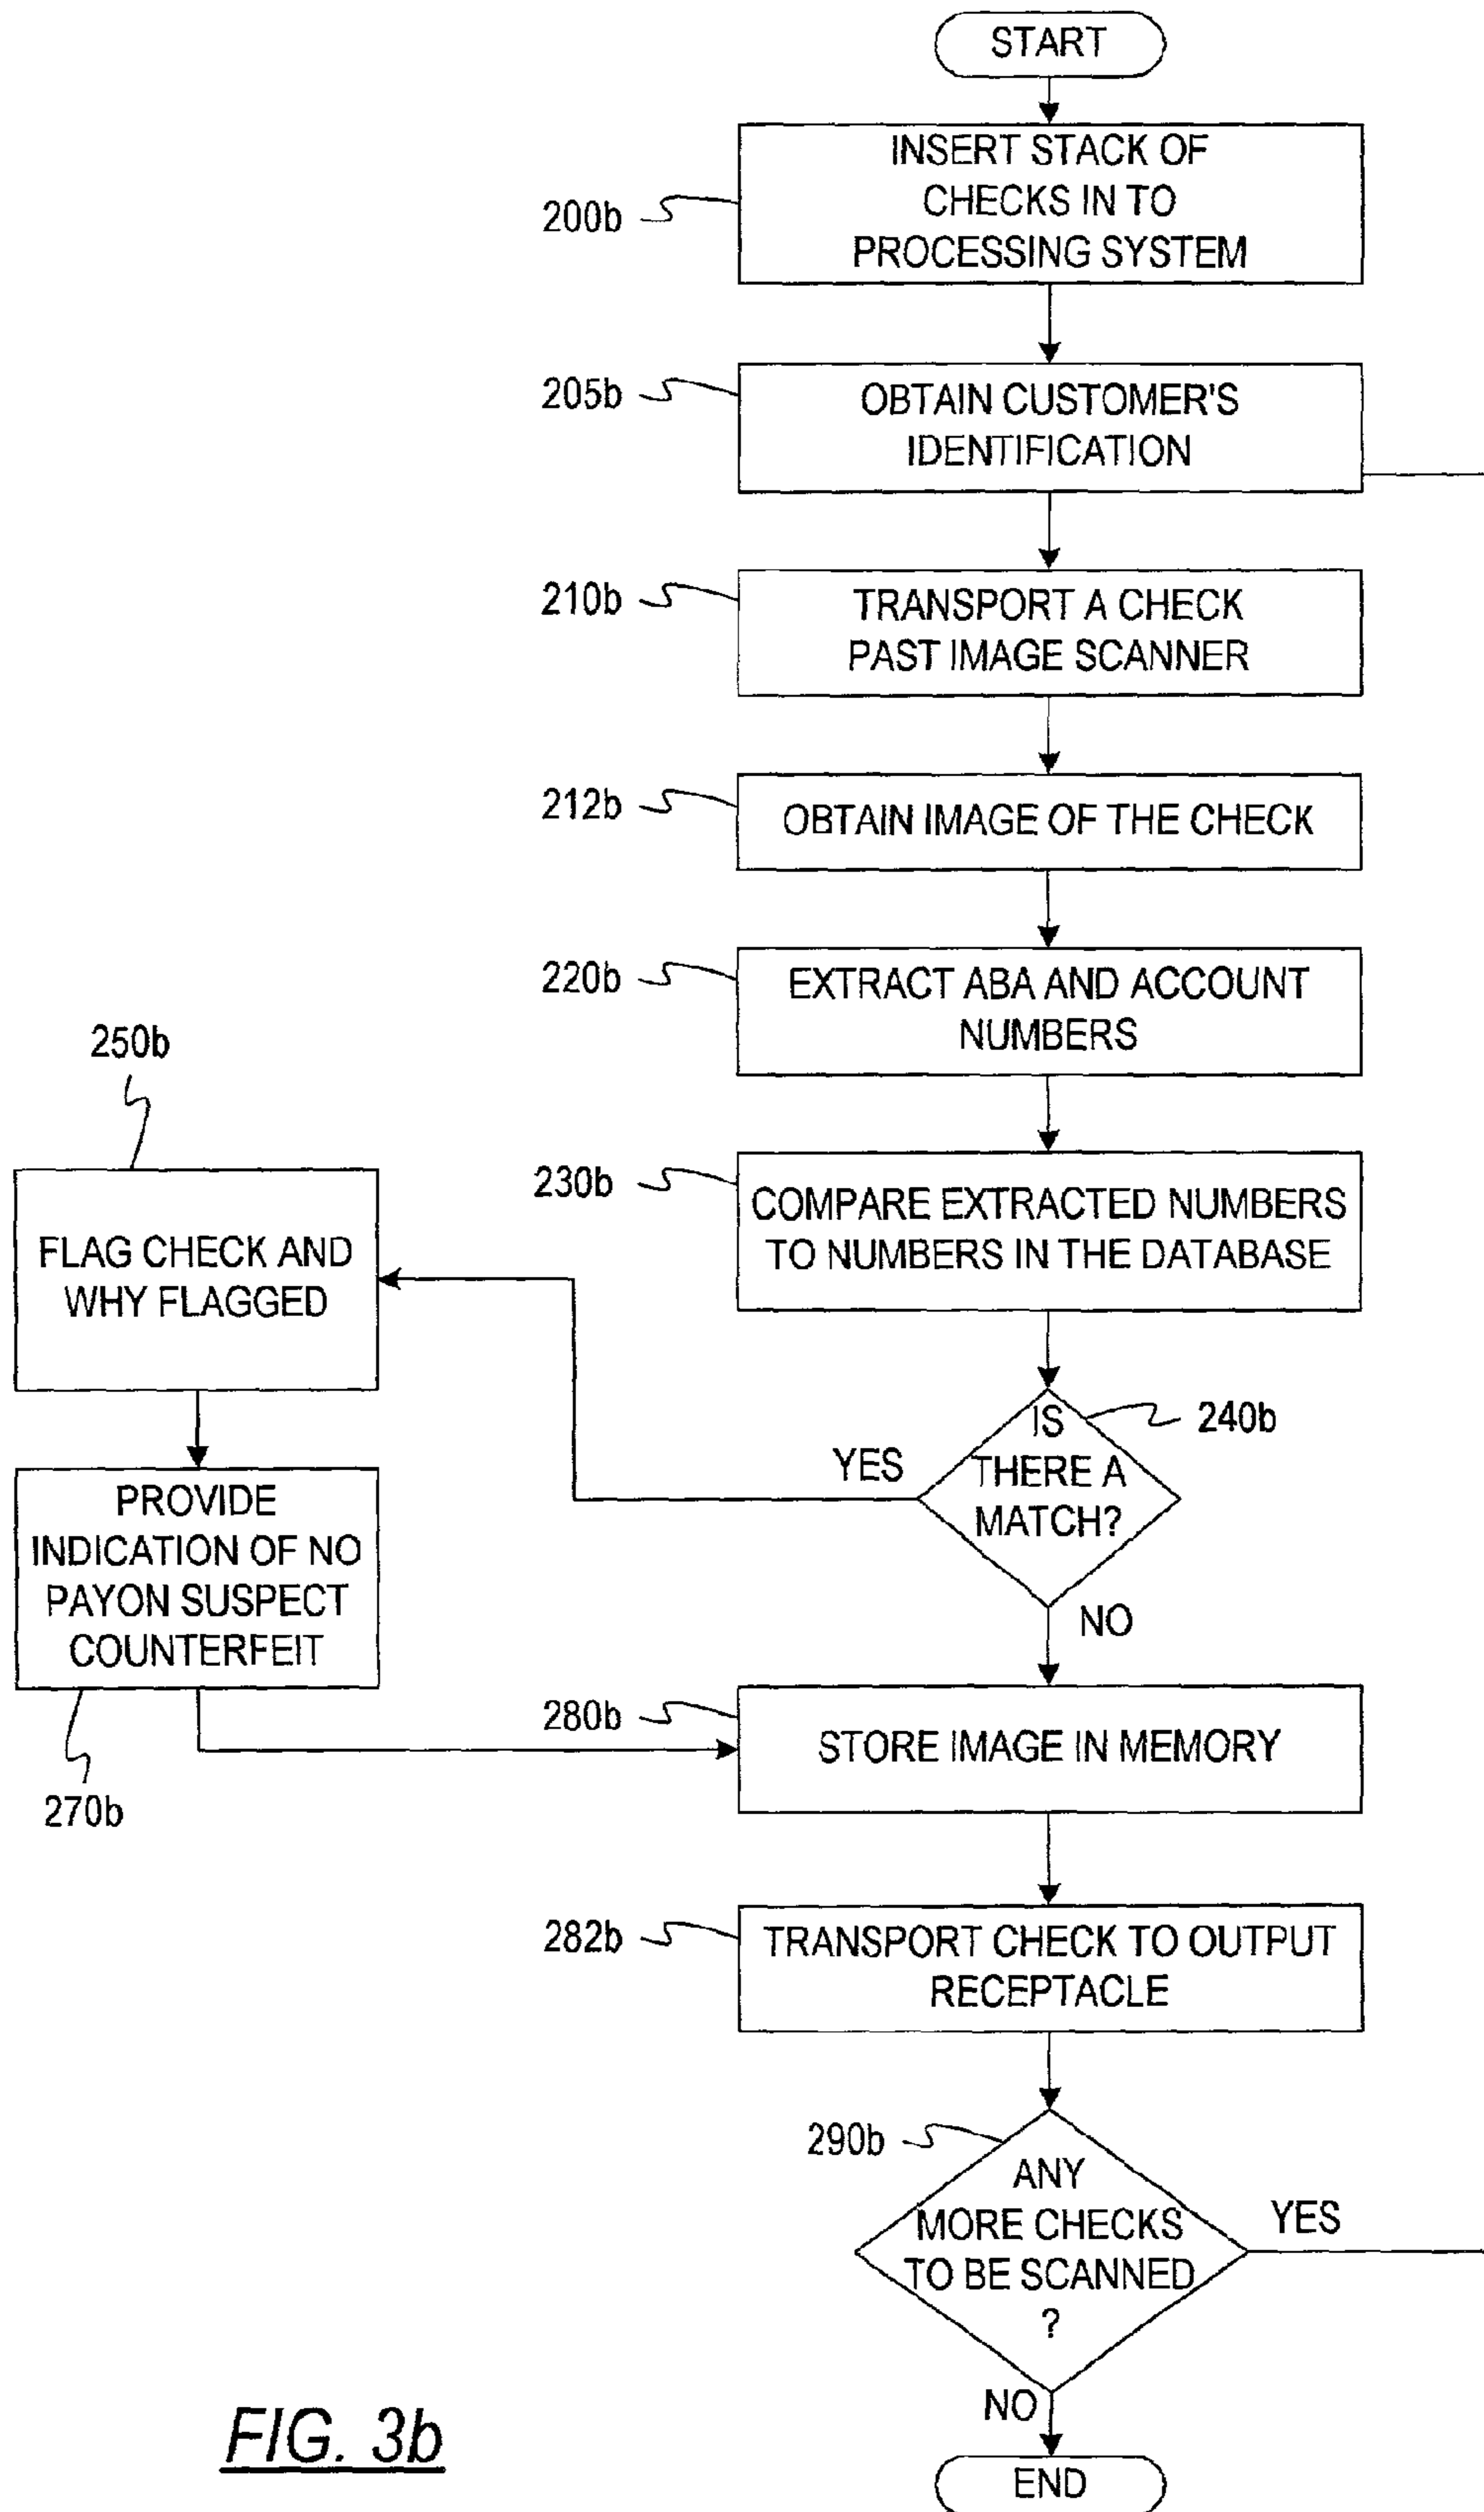 START
INSERT STACK OF
CHECKS IN TO
PROCESSING SYSTEM
200b
205b
OBTAIN CUSTOMER'S
IDENTIFICATION
210b
TRANSPORT A CHECK
PAST IMAGE SCANNER
212b
OBTAIN IMAGE OF THE CHECK
220b
EXTRACT ABA AND ACCOUNT
NUMBERS
230b
COMPARE EXTRACTED NUMBERS
TO NUMBERS IN THE DATABASE
240b
IS
THERE A
MATCH?
YES
NO
250b
FLAG CHECK AND
WHY FLAGGED
PROVIDE
INDICATION OF NO
PAYON SUSPECT
COUNTERFEIT
270b
280b
STORE IMAGE IN MEMORY
282b
TRANSPORT CHECK TO OUTPUT
RECEPTACLE
290b
ANY
MORE CHECKS
TO BE SCANNED
?
YES
NO
END
FIG. 3b